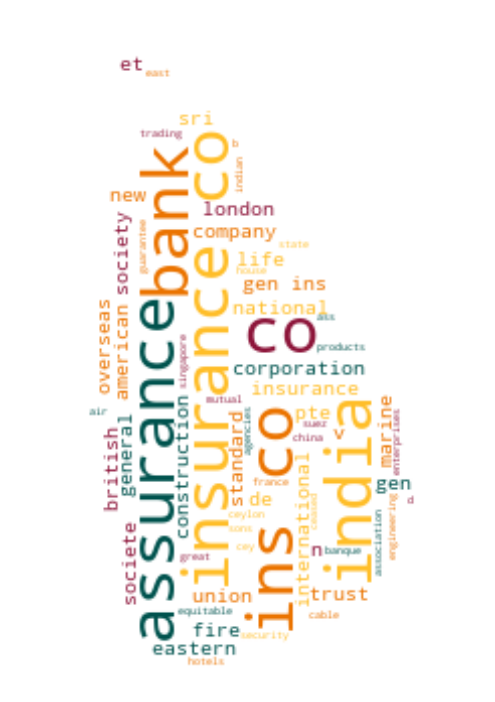 et
east
sri
trading
co
b
bank
indian
new
london
society
guarantee
company
state
life
house
gen ins
overseas
american
assurance
insurance
national
co
ass
singapore
products
corporation
insurance
mutual
air
construction
pte
india
marine
general
british
standard
agencies
ins co
suez
v
china
enterprises
france
gen
de
international
ceased
d
ceylon
sons
engineering
association
societe
cey
n
banque
great
union
trust
equitable
cable
fire
security
eastern
hotels